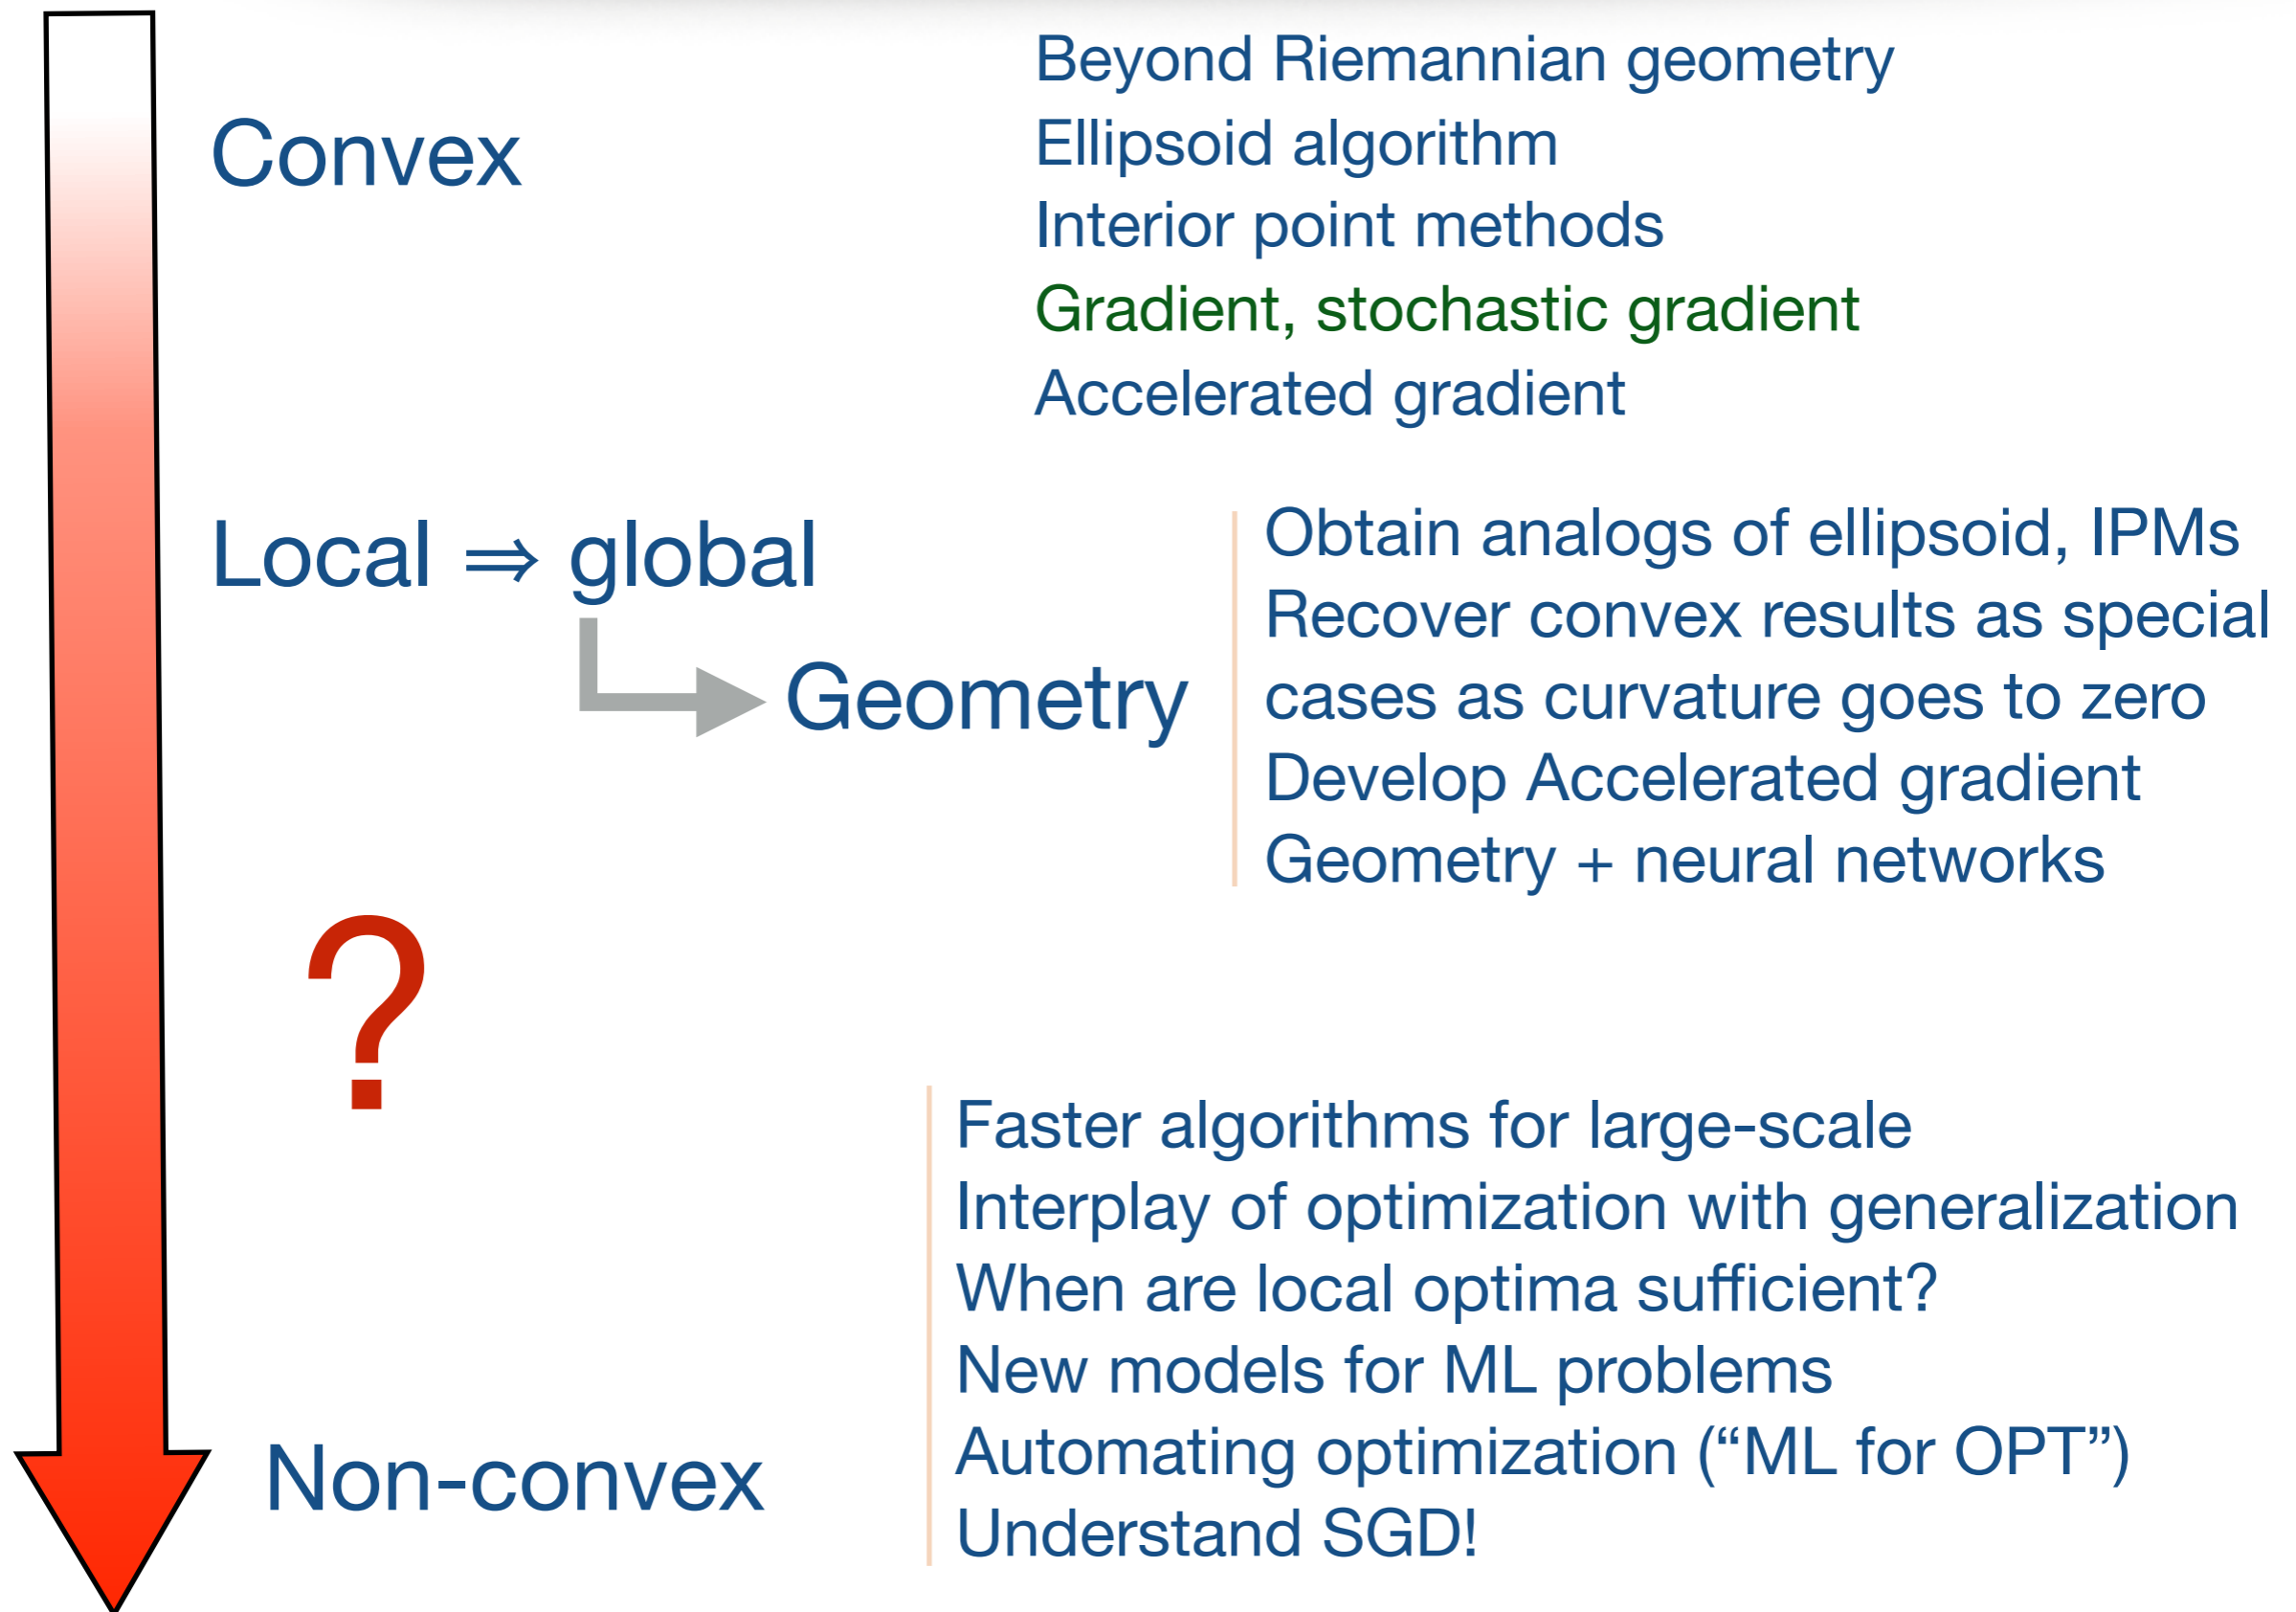 Convex
Beyond Riemannian geometry
Ellipsoid algorithm
Interior point methods
Gradient, stochastic gradient
Accelerated gradient
Local ⇒ global
Geometry
Obtain analogs of ellipsoid, IPMs
Recover convex results as special
cases as curvature goes to zero
Develop Accelerated gradient
Geometry + neural networks
?
Non-convex
Faster algorithms for large-scale
Interplay of optimization with generalization
When are local optima sufficient?
New models for ML problems
Automating optimization (“ML for OPT”)
Understand SGD!